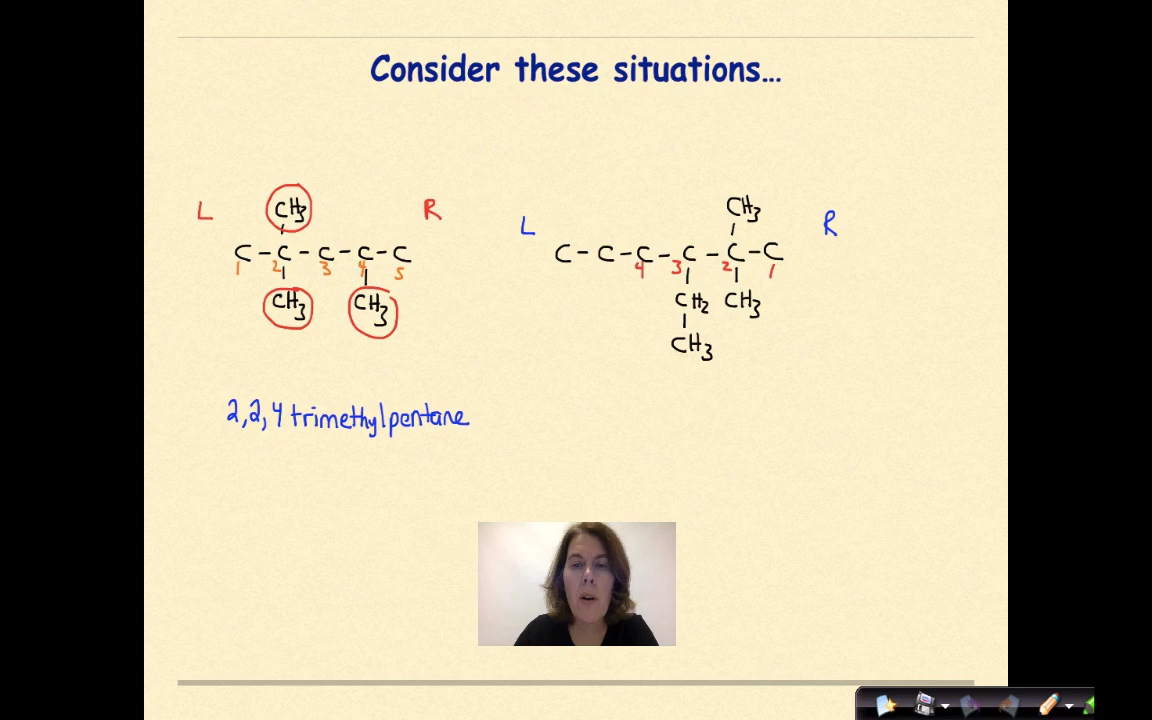 Consider these situations...
L CH3 R
C - C - C - C - C
1 2 3 4 5
CH3 CH3
2,2,4 trimethylpentane
L CH3 R
C - C - C - C - C - C
4 3 2 1
CH2 CH3
CH3